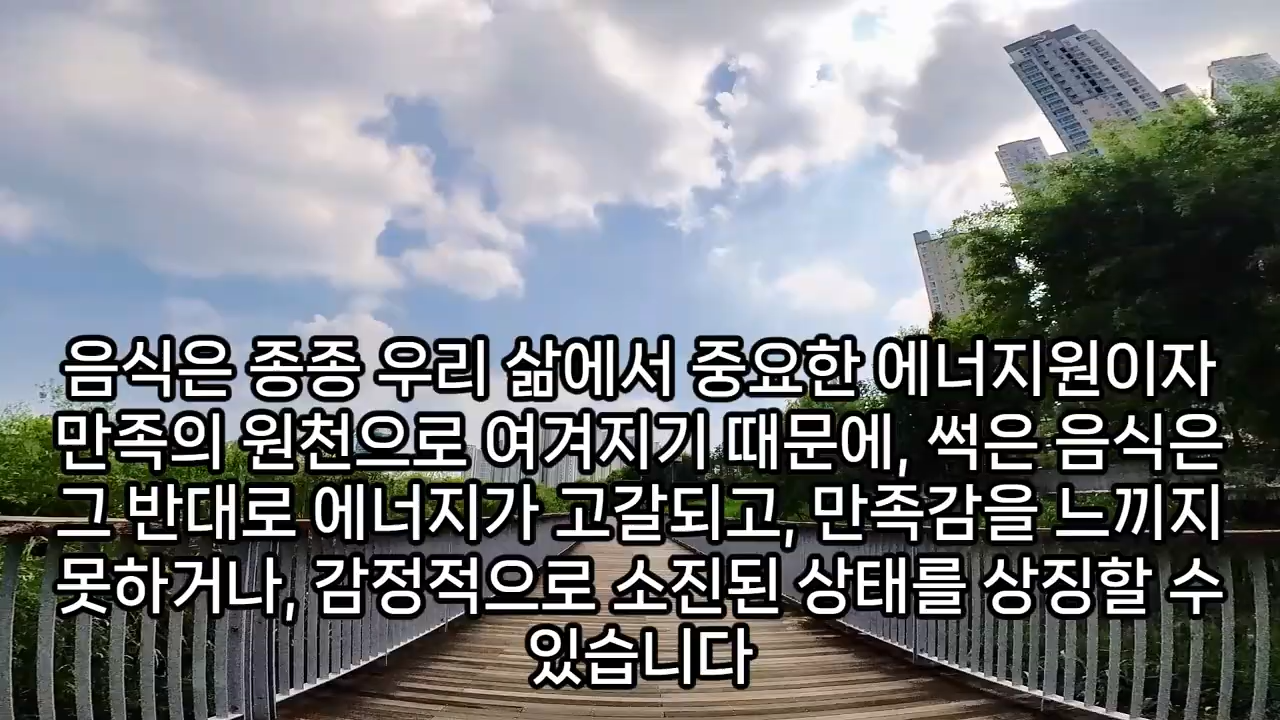 음식은 종종 우리 삶에서 중요한 에너지원이자
만족의 원천으로 여겨지기 때문에, 썩은 음식은
그 반대로 에너지가 고갈되고, 만족감을 느끼지
못하거나, 감정적으로 소진된 상태를 상징할 수
있습니다